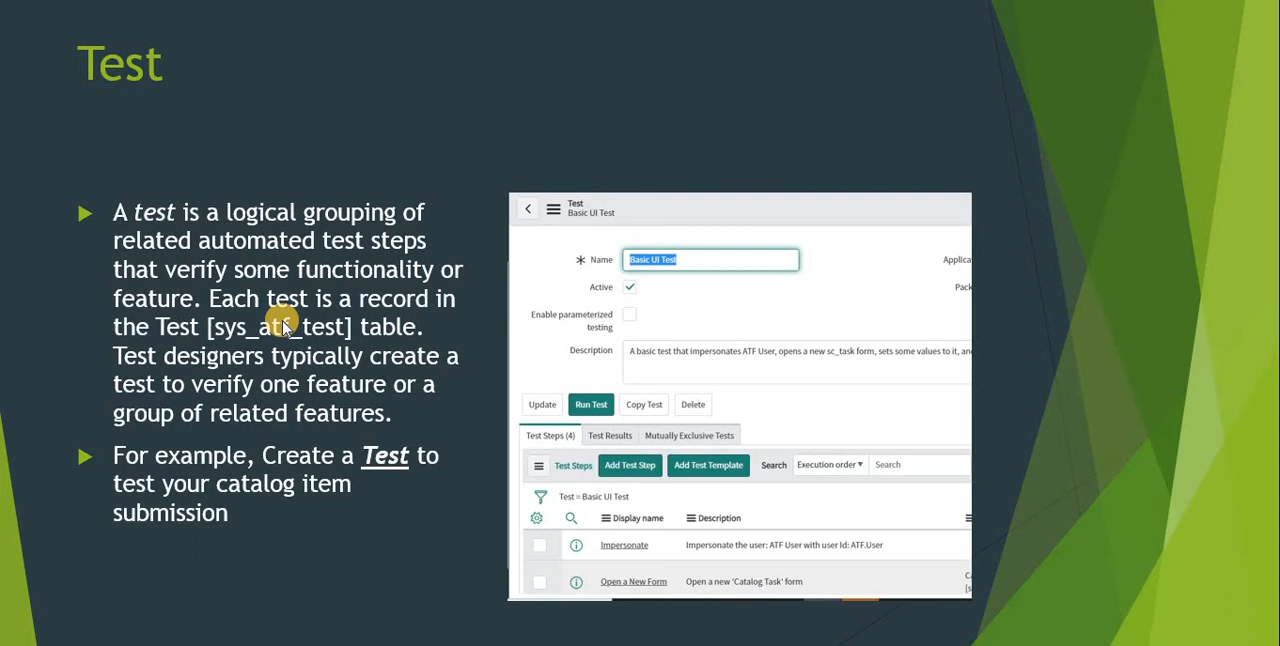 Test
A test is a logical grouping of
related automated test steps
that verify some functionality or
feature. Each test is a record in
the Test [sys_atf_test] table.
Test designers typically create a
test to verify one feature or a
group of related features.
For example, Create a Test to
test your catalog item
submission
Test
Basic UI Test
Name Basic UI Test
Active
Enable parameterized
testing
Description A basic test that impersonates ATF User, opens a new sc_task form, sets some values to it, an
Update Run Test Copy Test Delete
Test Steps (4) Test Results Mutually Exclusive Tests
Test Steps Add Test Step Add Test Template Search Execution order Search
Test = Basic UI Test
Display name Description
Impersonate Impersonate the user: ATF User with user Id: ATF.User
Open a New Form Open a new 'Catalog Task' form